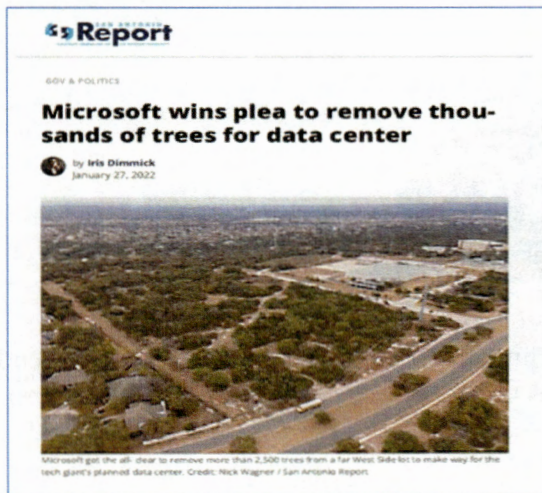 SAN ANTONIO
Report
GOV & POLITICS
Microsoft wins plea to remove thou-
sands of trees for data center
by Iris Dimmick
January 27, 2022
Microsoft got the all- clear to remove more than 2,500 trees from a far West Side lot to make way for the
tech giant's planned data center. Credit: Nick Wagner / San Antonio Report